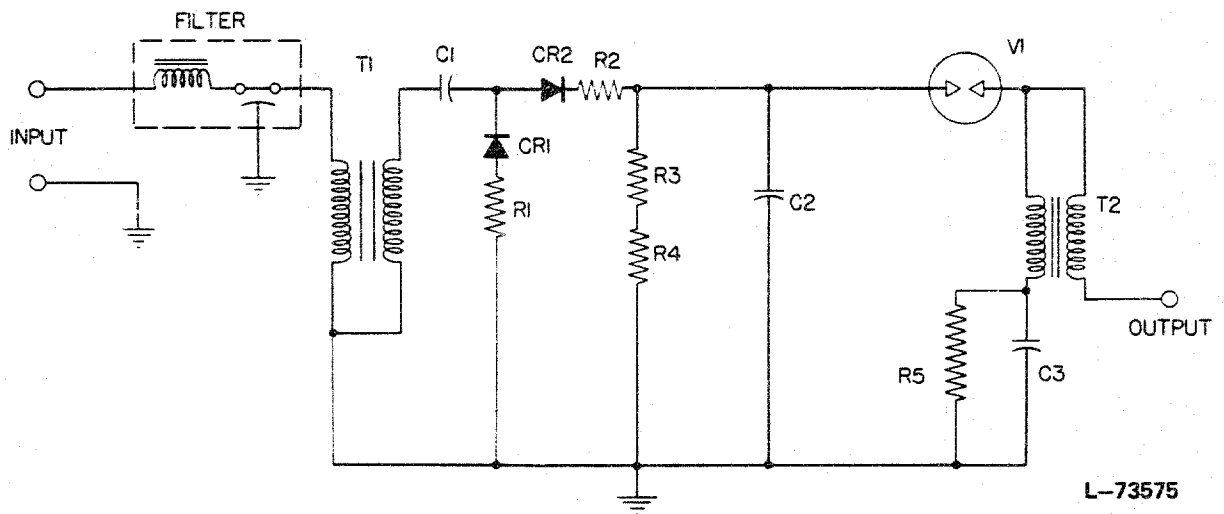 FILTER
T1
C1
CR2
R2
V1
INPUT
CR1
R1
R3
R4
C2
T2
OUTPUT
R5
C3
L-73575